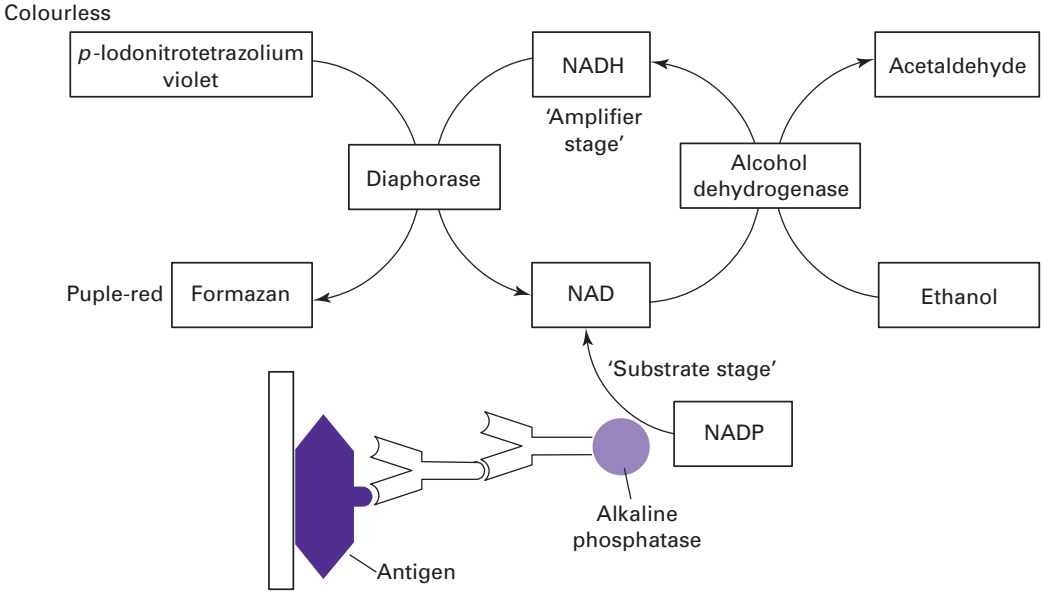 Colourless
p-Iodonitrotetrazolium
violet
NADH
Acetaldehyde
'Amplifier
stage'
Diaphorase
Alcohol
dehydrogenase
Puple-red
Formazan
NAD
Ethanol
'Substrate stage'
NADP
Alkaline
phosphatase
Antigen